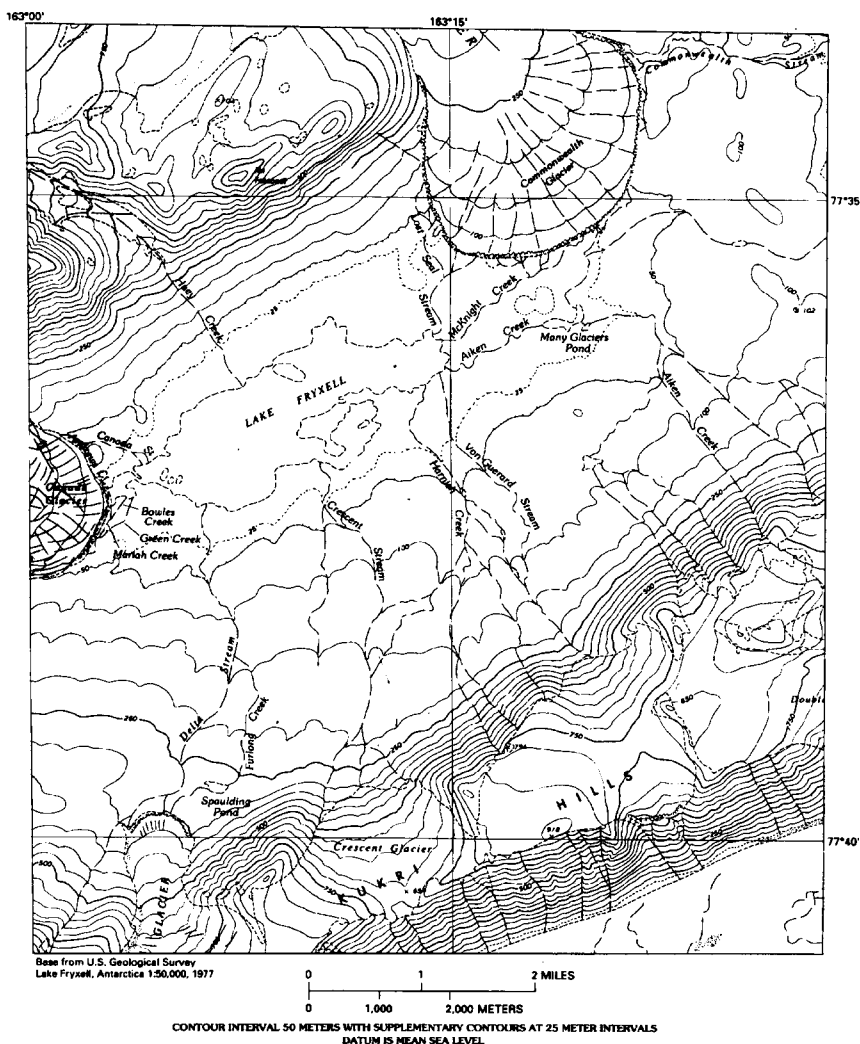 163°00'
163°15'
Commonwealth Stream
Commonwealth
Glacier
77°35'
Huey Creek
Lost Seal Stream
McKnight Creek
Aiken Creek
Many Glaciers
Pond
LAKE FRYXELL
Aiken Creek
Canada
Von Guerard Stream
Harnish Creek
Glacier
Bowles
Creek
Green Creek
Mariah Creek
Crescent Stream
Delta Stream
Furlong Creek
Spaulding
Pond
Crescent Glacier
KUKRI HILLS
Double
77°40'
GLACIER
Base from U.S. Geological Survey
Lake Fryxell, Antarctica 1:50,000, 1977
0 1 2 MILES
0 1,000 2,000 METERS
CONTOUR INTERVAL 50 METERS WITH SUPPLEMENTARY CONTOURS AT 25 METER INTERVALS
DATUM IS MEAN SEA LEVEL